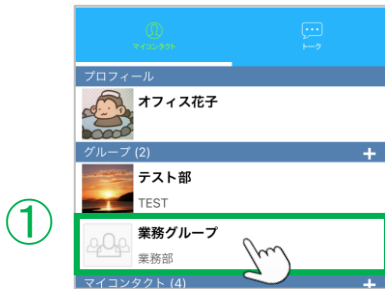 マイコンタクト
トーク
プロフィール
オフィス花子
グループ (2)
テスト部
TEST
①
業務グループ
業務部
マイコンタクト (4)